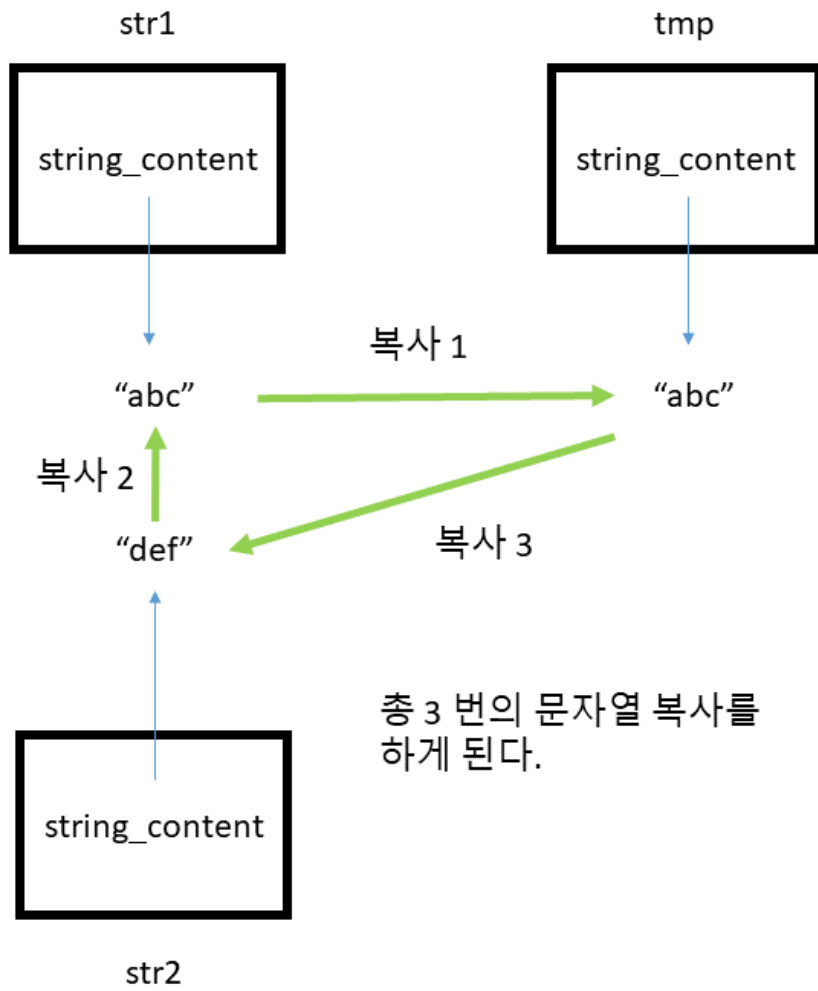 str1
tmp
string_content
string_content
복사 1
“abc”
“abc”
복사 2
복사 3
“def”
총 3 번의 문자열 복사를
하게 된다.
string_content
str2